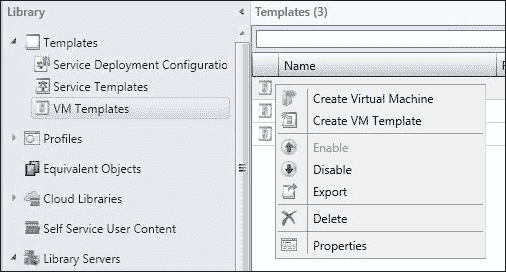 Library
Templates
Service Deployment Configuratio
Service Templates
VM Templates
Profiles
Equivalent Objects
Cloud Libraries
Self Service User Content
Library Servers
Templates (3)
Name
Create Virtual Machine
Create VM Template
Enable
Disable
Export
Delete
Properties